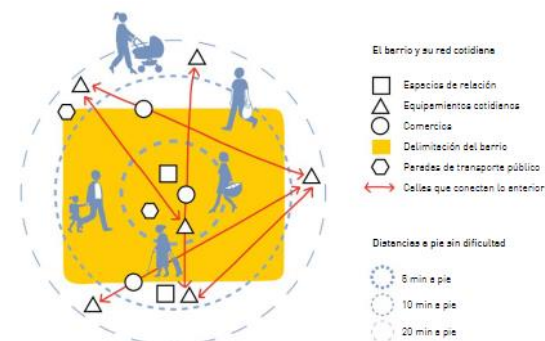 El barrio y su red cotidiana
Espacios de relación
Equipamientos cotidianos
Comercios
Delimitación del barrio
Paradas de transporte público
Calles que conectan lo anterior
Distancias a pie sin dificultad
5 min a pie
10 min a pie
20 min a pie